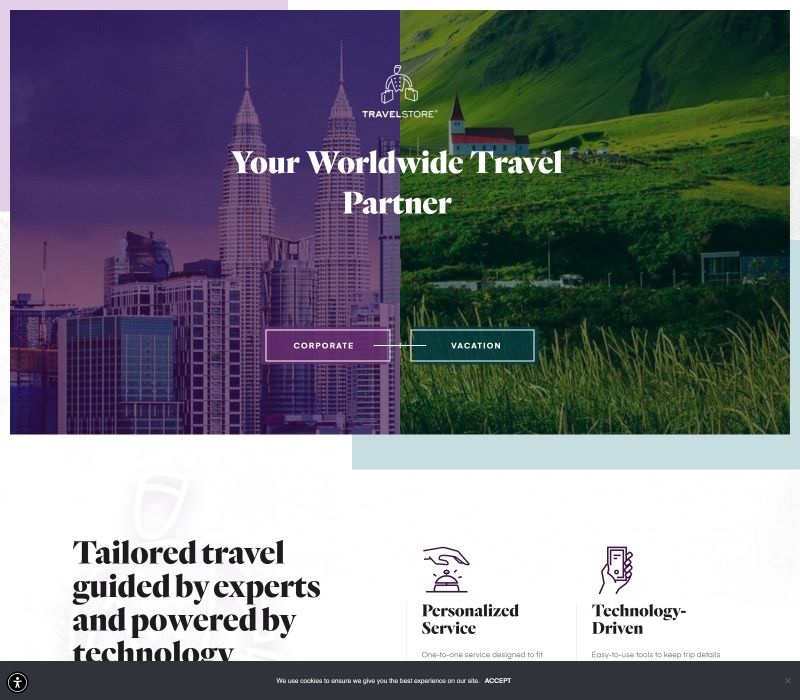 TRAVELSTORE
Your Worldwide Travel
Partner
CORPORATE
VACATION
Tailored travel
guided by experts
and powered by
technology
Personalized
Service
One-to-one service designed to fit
Technology-
Driven
Easy-to-use tools to keep trip details
We use cookies to ensure we give you the best experience on our site. ACCEPT